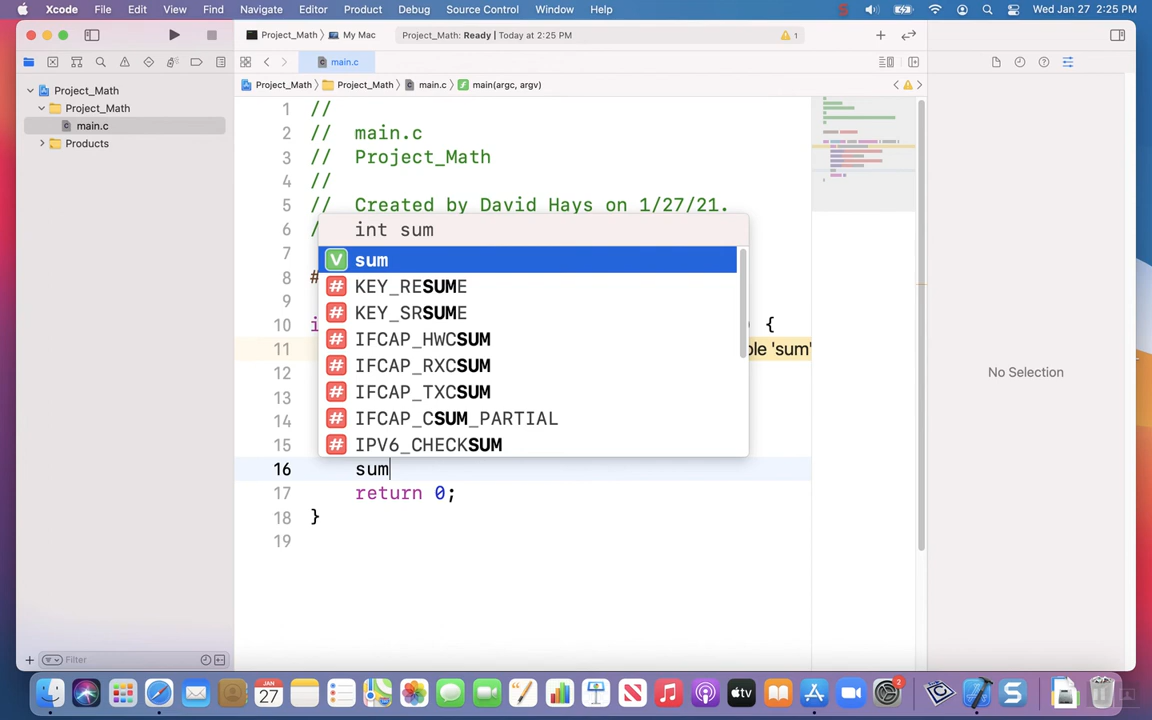 Xcode File Edit View Find Navigate Editor Product Debug Source Control Window Help Wed Jan 27 2:25 PM
Project_Math My Mac Project_Math: Ready | Today at 2:25 PM 1
main.c
Project_Math Project_Math main.c main(argc, argv)
Project_Math
Project_Math
main.c
Products
1 //
2 // main.c
3 // Project_Math
4 //
5 // Created by David Hays on 1/27/21.
6 /
int sum
7
V sum
8 #
KEY_RESUME
9
KEY_SRSUME
10 i {
IFCAP_HWCSUM
11 ble 'sum'
IFCAP_RXCSUM
12
IFCAP_TXCSUM
13
14
IFCAP_CSUM_PARTIAL
15
IPV6_CHECKSUM
16 sum
17 return 0;
18 }
19
No Selection
Filter
JAN
27
tv
2